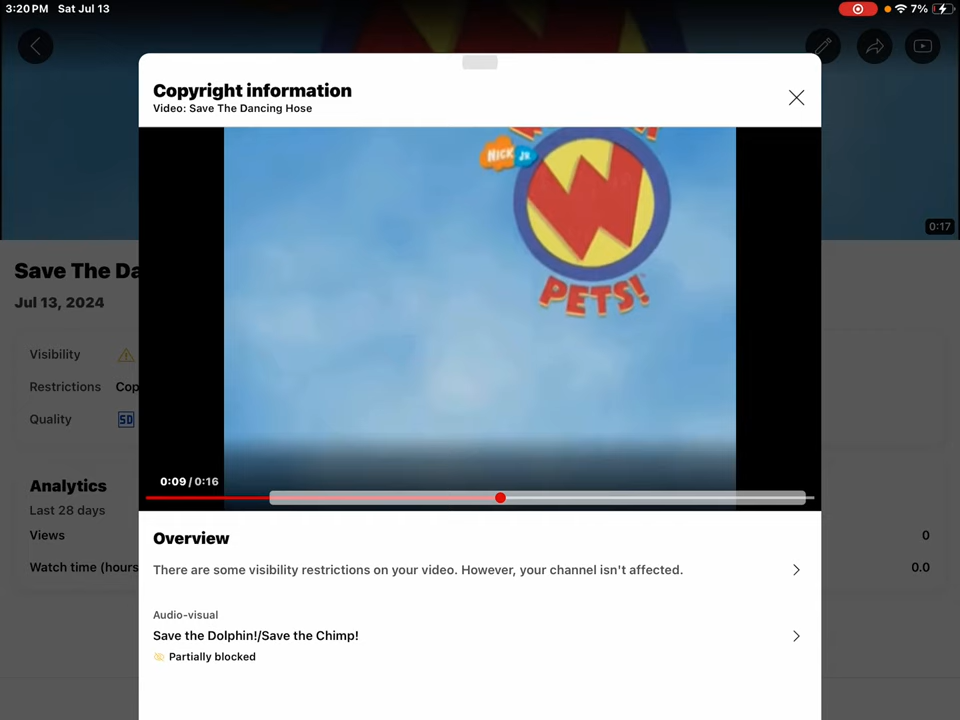 3:20 PM Sat Jul 13 7%
Copyright information
Video: Save The Dancing Hose
NICK JR
W
PETS!
0:17
0:09 / 0:16
Save The Da
Jul 13, 2024
Visibility
Restrictions Cop
Quality SD
Analytics
Last 28 days
Views 0
Watch time (hours 0.0
Overview
There are some visibility restrictions on your video. However, your channel isn't affected.
Audio-visual
Save the Dolphin!/Save the Chimp!
Partially blocked